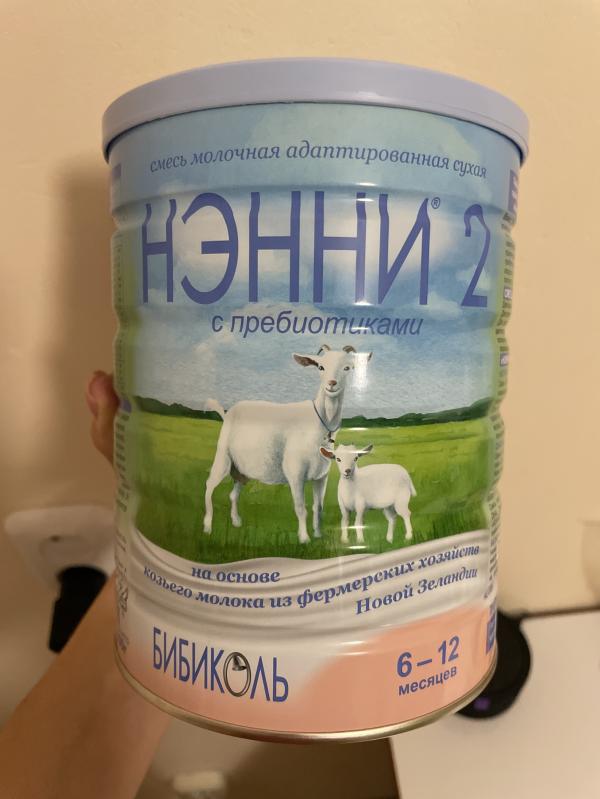 смесь молочная адаптированная сухая
НЭННИ® 2
с пребиотиками
на основе
козьего молока из фермерских хозяйств
Новой Зеландии
БИБИКОЛЬ
6–12
месяцев